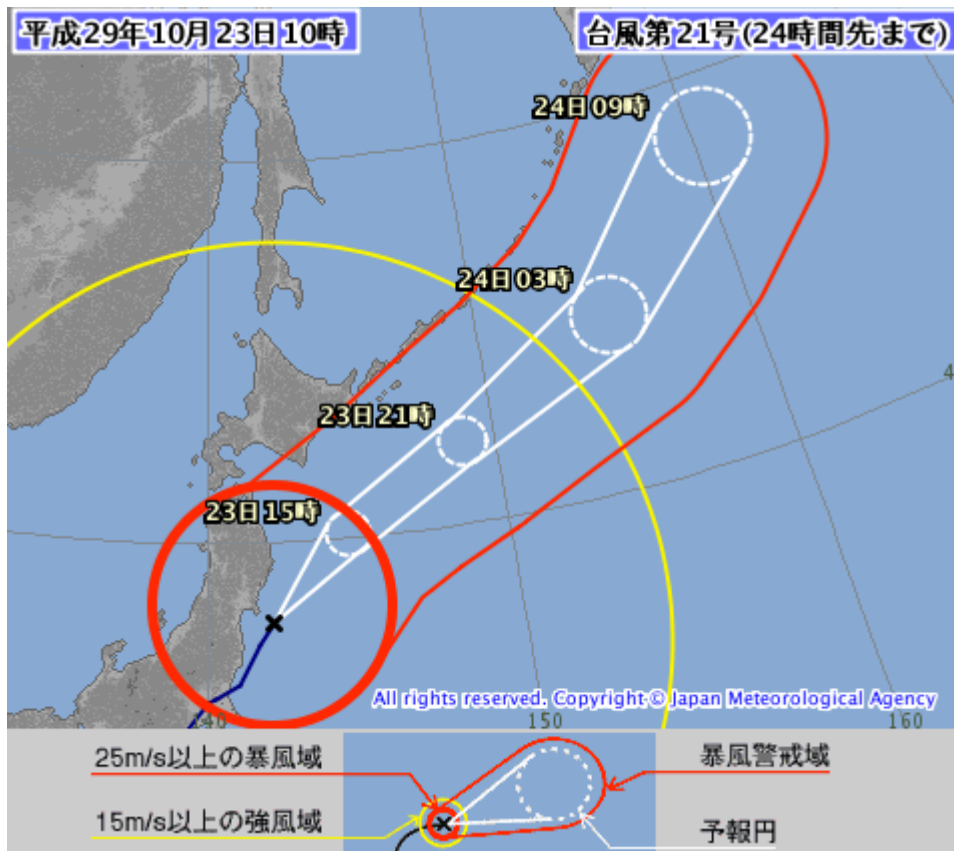 平成29年10月23日10時
台風第21号(24時間先まで)
24日09時
24日03時
23日21時
23日15時
All rights reserved. Copyright © Japan Meteorological Agency
140
150
160
25m/s以上の暴風域
暴風警戒域
15m/s以上の強風域
予報円